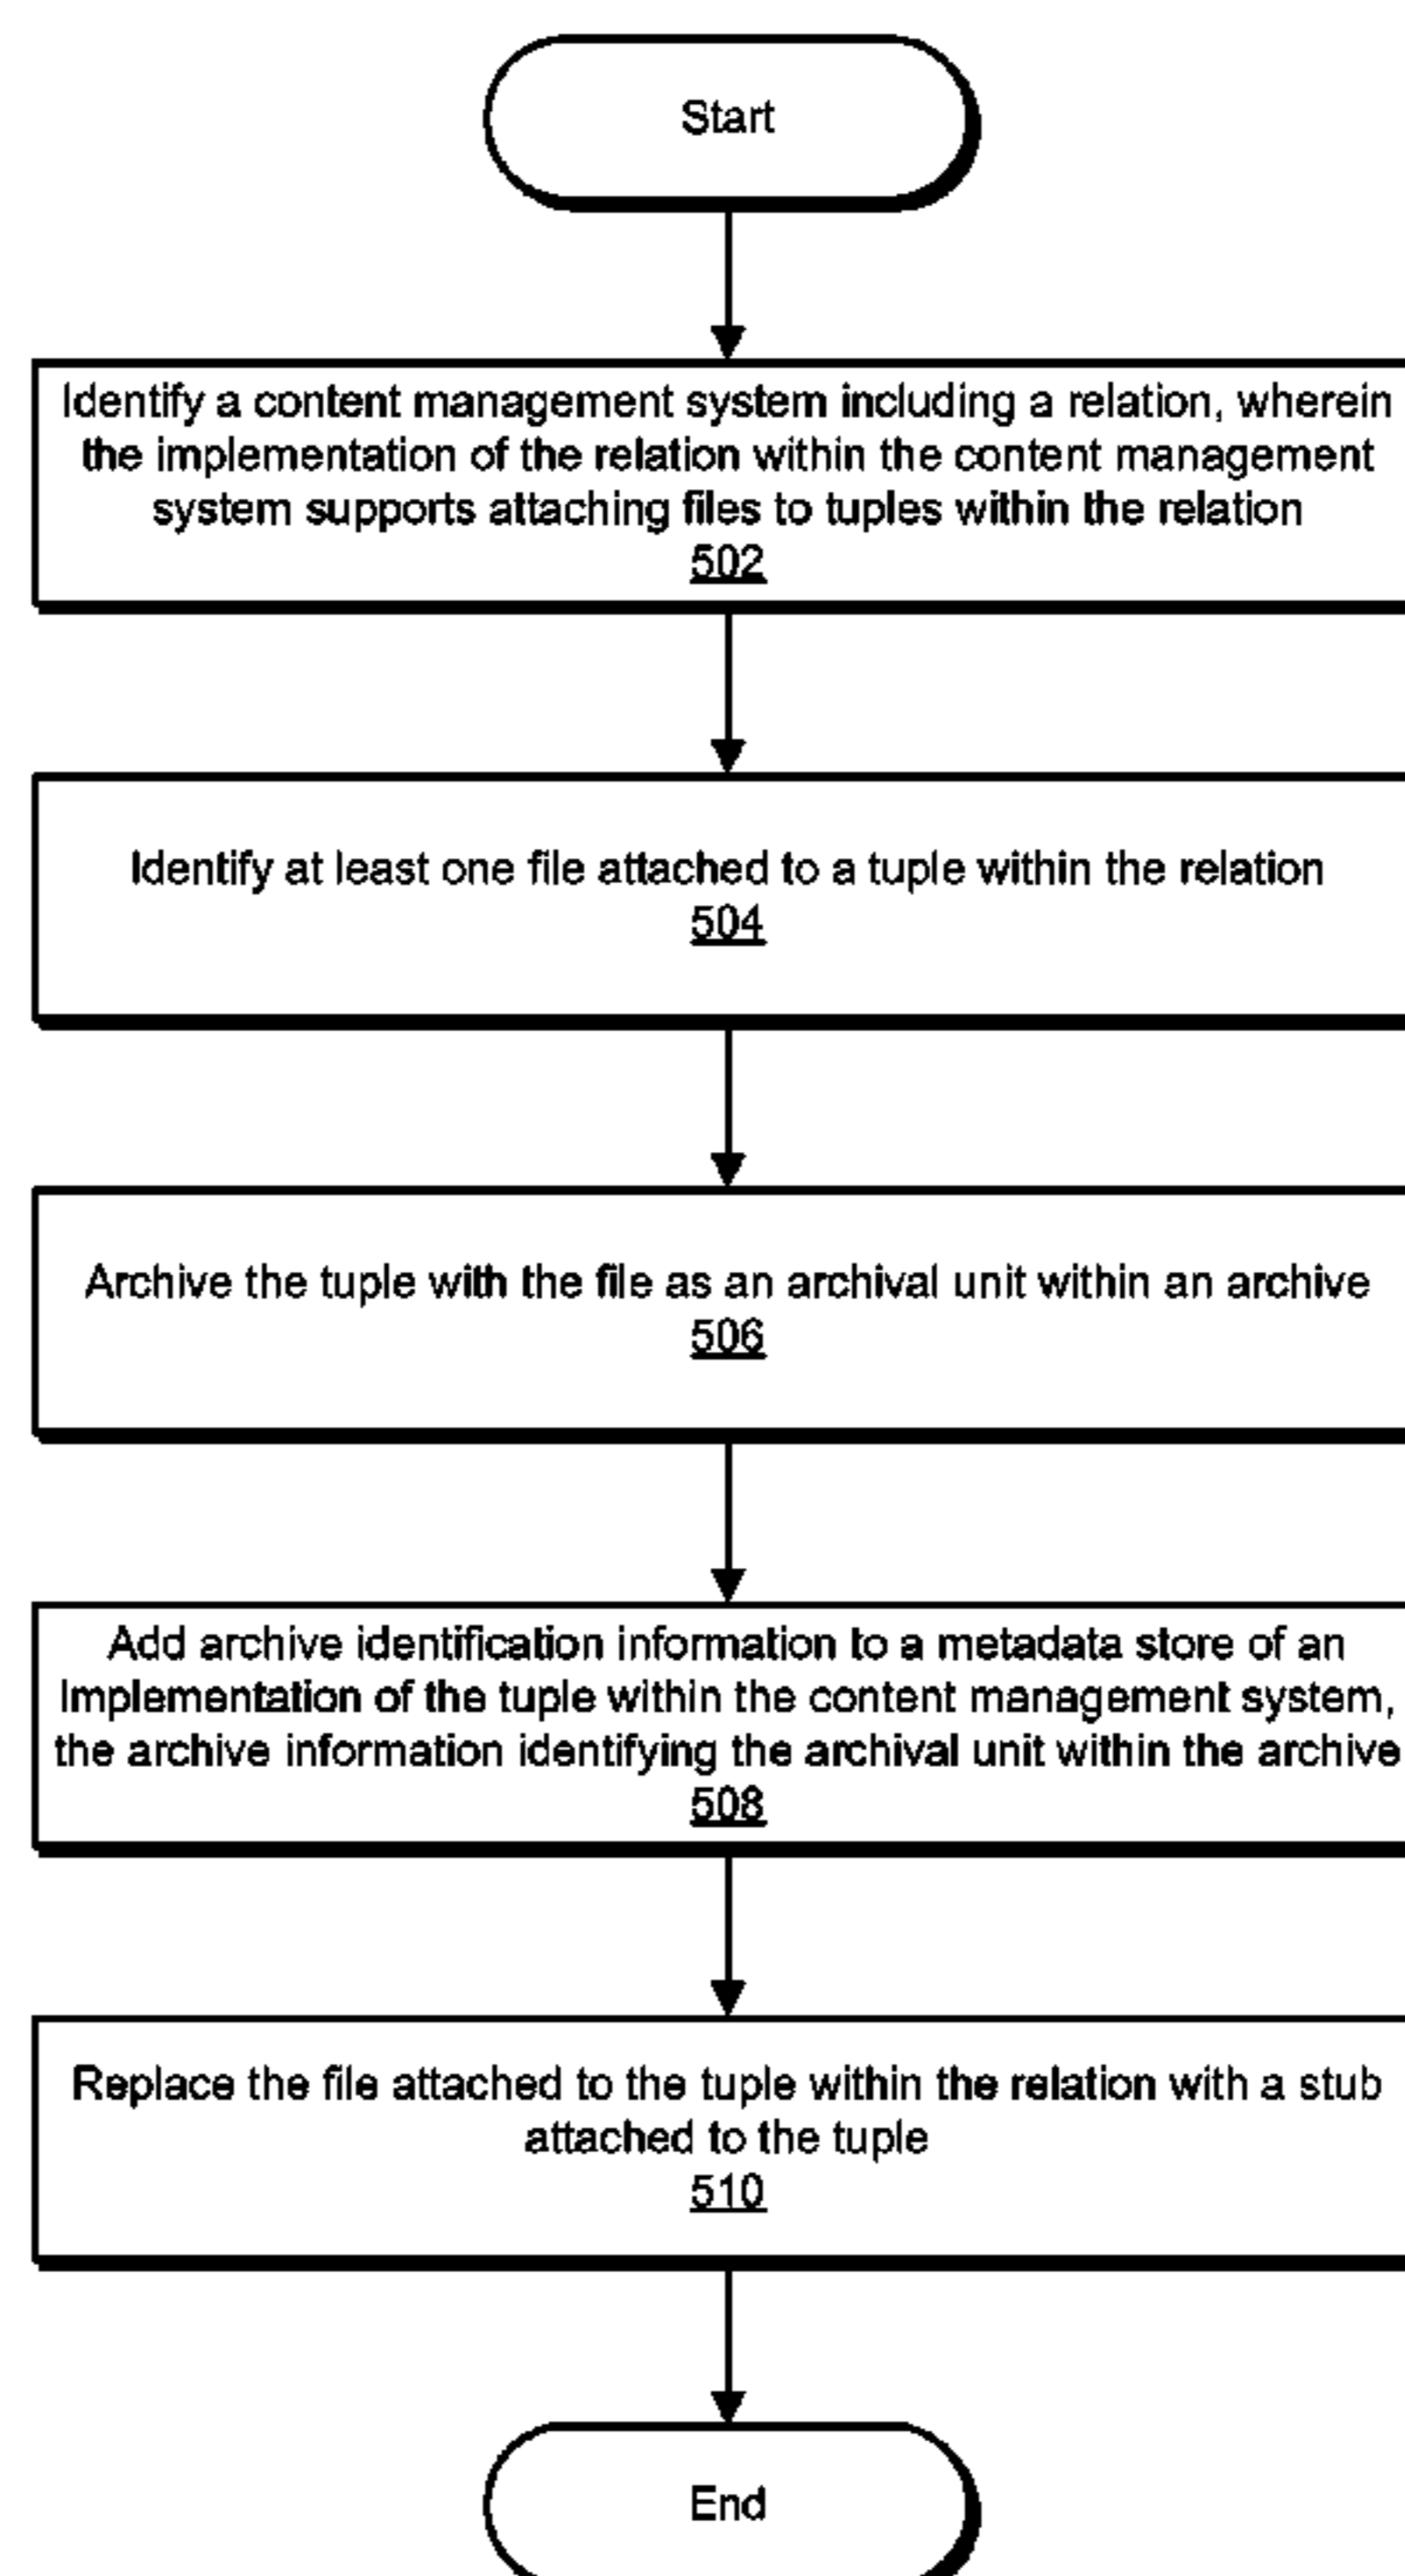 Start
Identify a content management system including a relation, wherein
the implementation of the relation within the content management
system supports attaching files to tuples within the relation
502
Identify at least one file attached to a tuple within the relation
504
Archive the tuple with the file as an archival unit within an archive
506
Add archive identification information to a metadata store of an
Implementation of the tuple within the content management system,
the archive information identifying the archival unit within the archive
508
Replace the file attached to the tuple within the relation with a stub
attached to the tuple
510
End